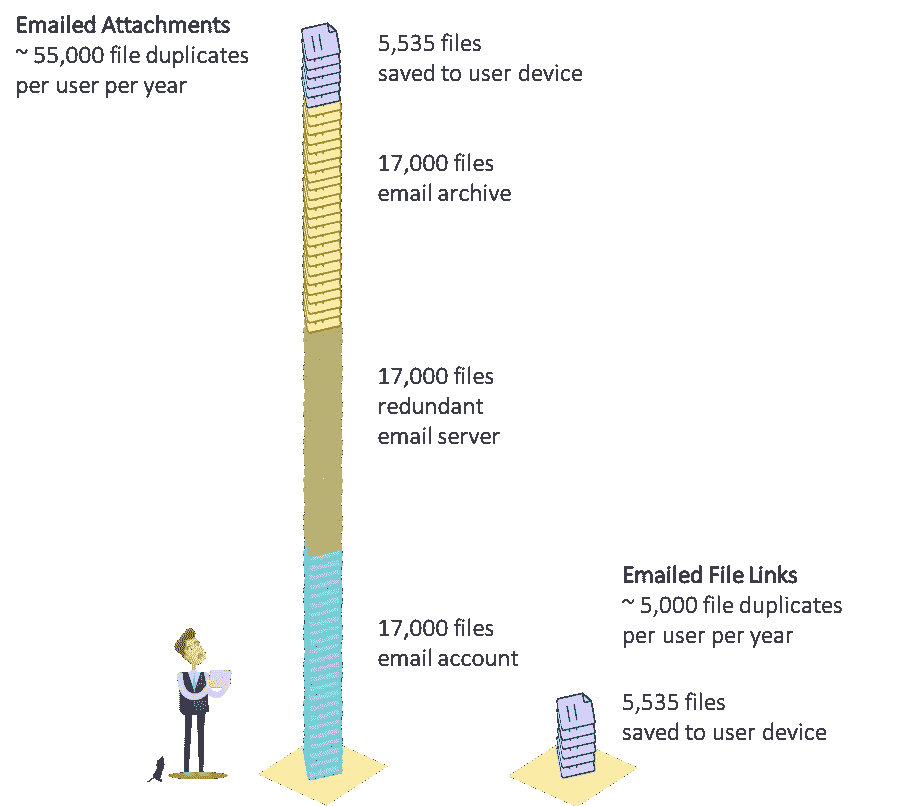 Emailed Attachments
~ 55,000 file duplicates
per user per year
5,535 files
saved to user device
17,000 files
email archive
17,000 files
redundant
email server
17,000 files
email account
Emailed File Links
~ 5,000 file duplicates
per user per year
5,535 files
saved to user device